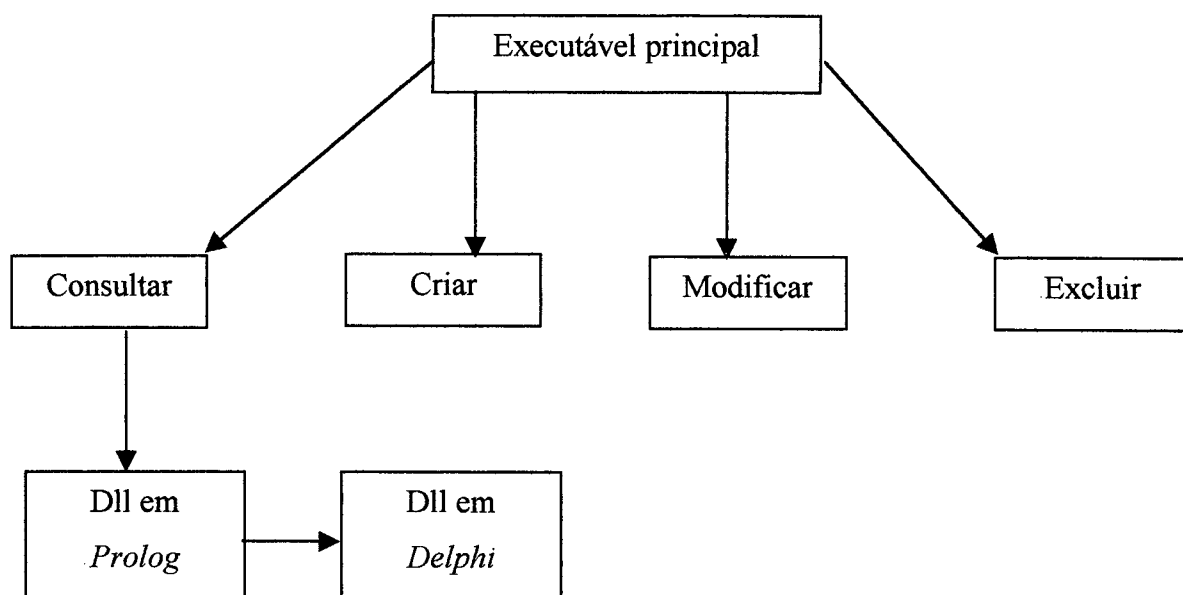 Executável principal
Consultar
Criar
Modificar
Excluir
Dll em
Prolog
Dll em
Delphi